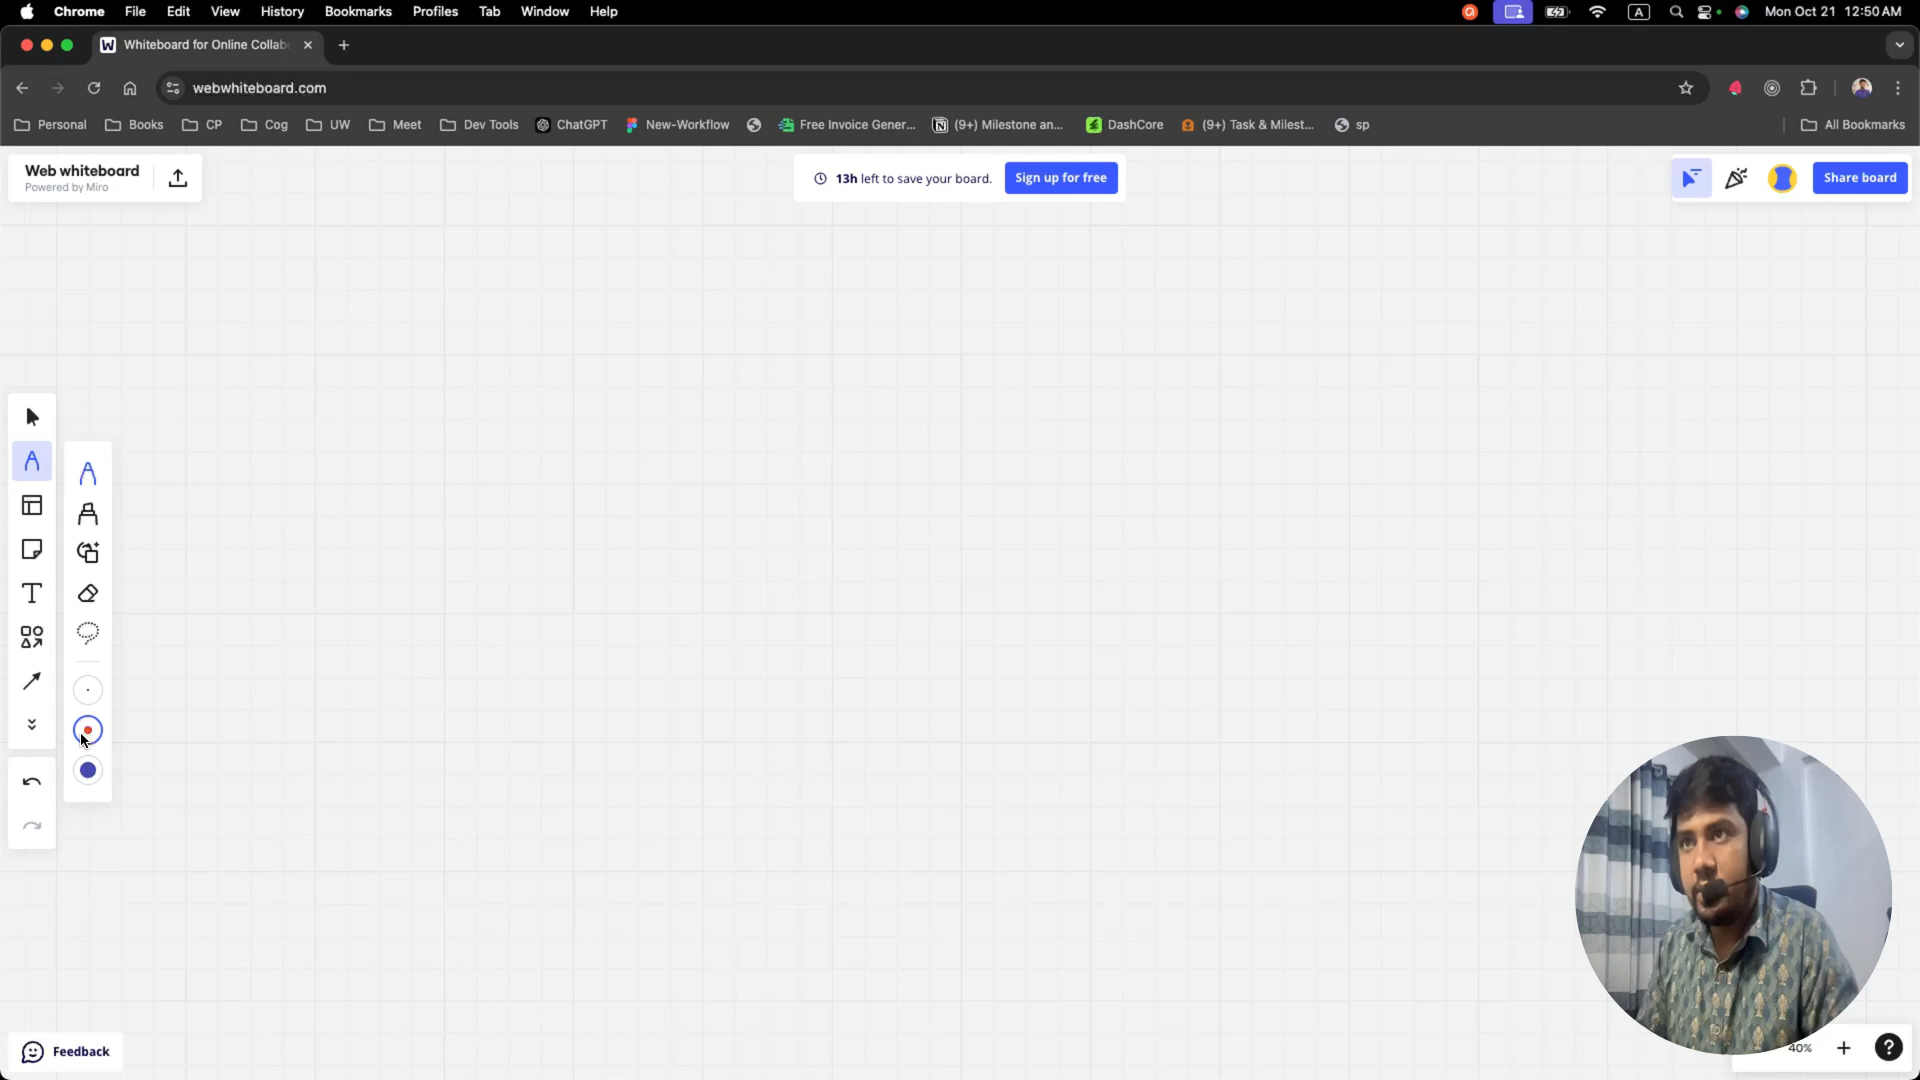 Chrome File Edit View History Bookmarks Profiles Tab Window Help A Mon Oct 21 12:50 AM
W Whiteboard for Online Collab
webwhiteboard.com
Personal Books CP Cog UW Meet Dev Tools ChatGPT New-Workflow Free Invoice Gener... (9+) Milestone an... DashCore (9+) Task & Milest... sp All Bookmarks
Web whiteboard
Powered by Miro
13h left to save your board. Sign up for free
Share board
T
Feedback
40% + ?